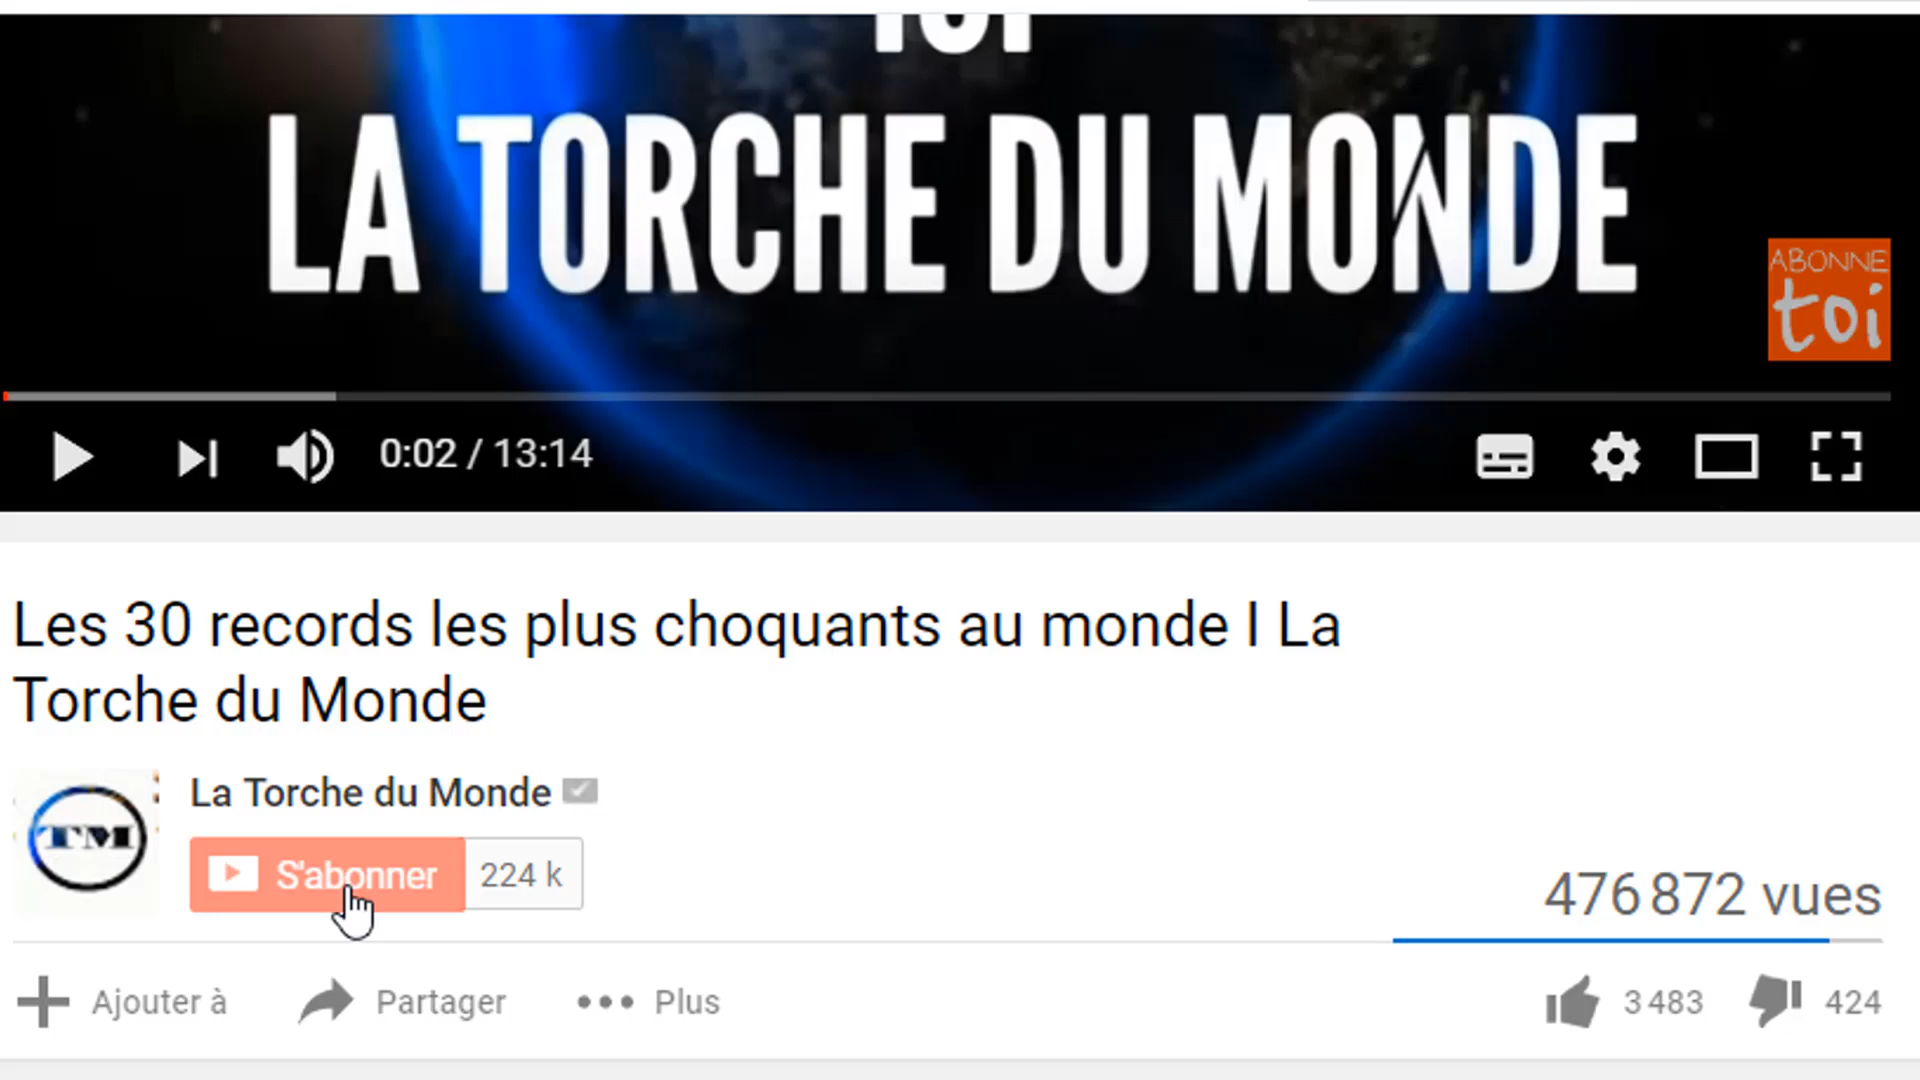 LA TORCHE DU MONDE
ABONNE
toi
0:02 / 13:14
Les 30 records les plus choquants au monde I La
Torche du Monde
TM
La Torche du Monde
S'abonner 224 k
476 872 vues
Ajouter à Partager Plus 3 483 424